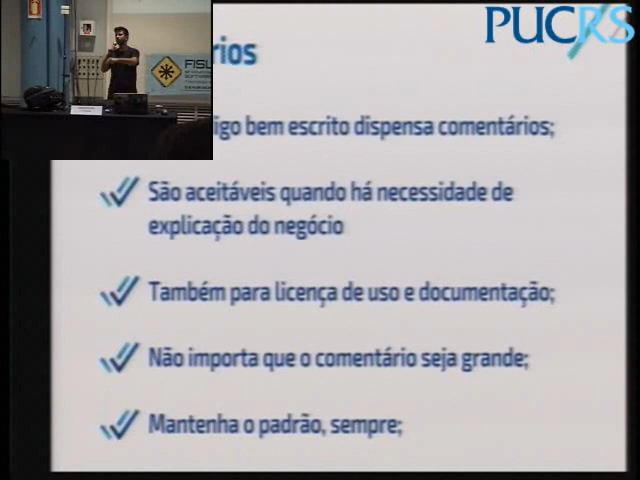 PUCRS
rios
igo bem escrito dispensa comentários;
São aceitáveis quando há necessidade de
explicação do negócio
Também para licença de uso e documentação;
Não importa que o comentário seja grande;
Mantenha o padrão, sempre;